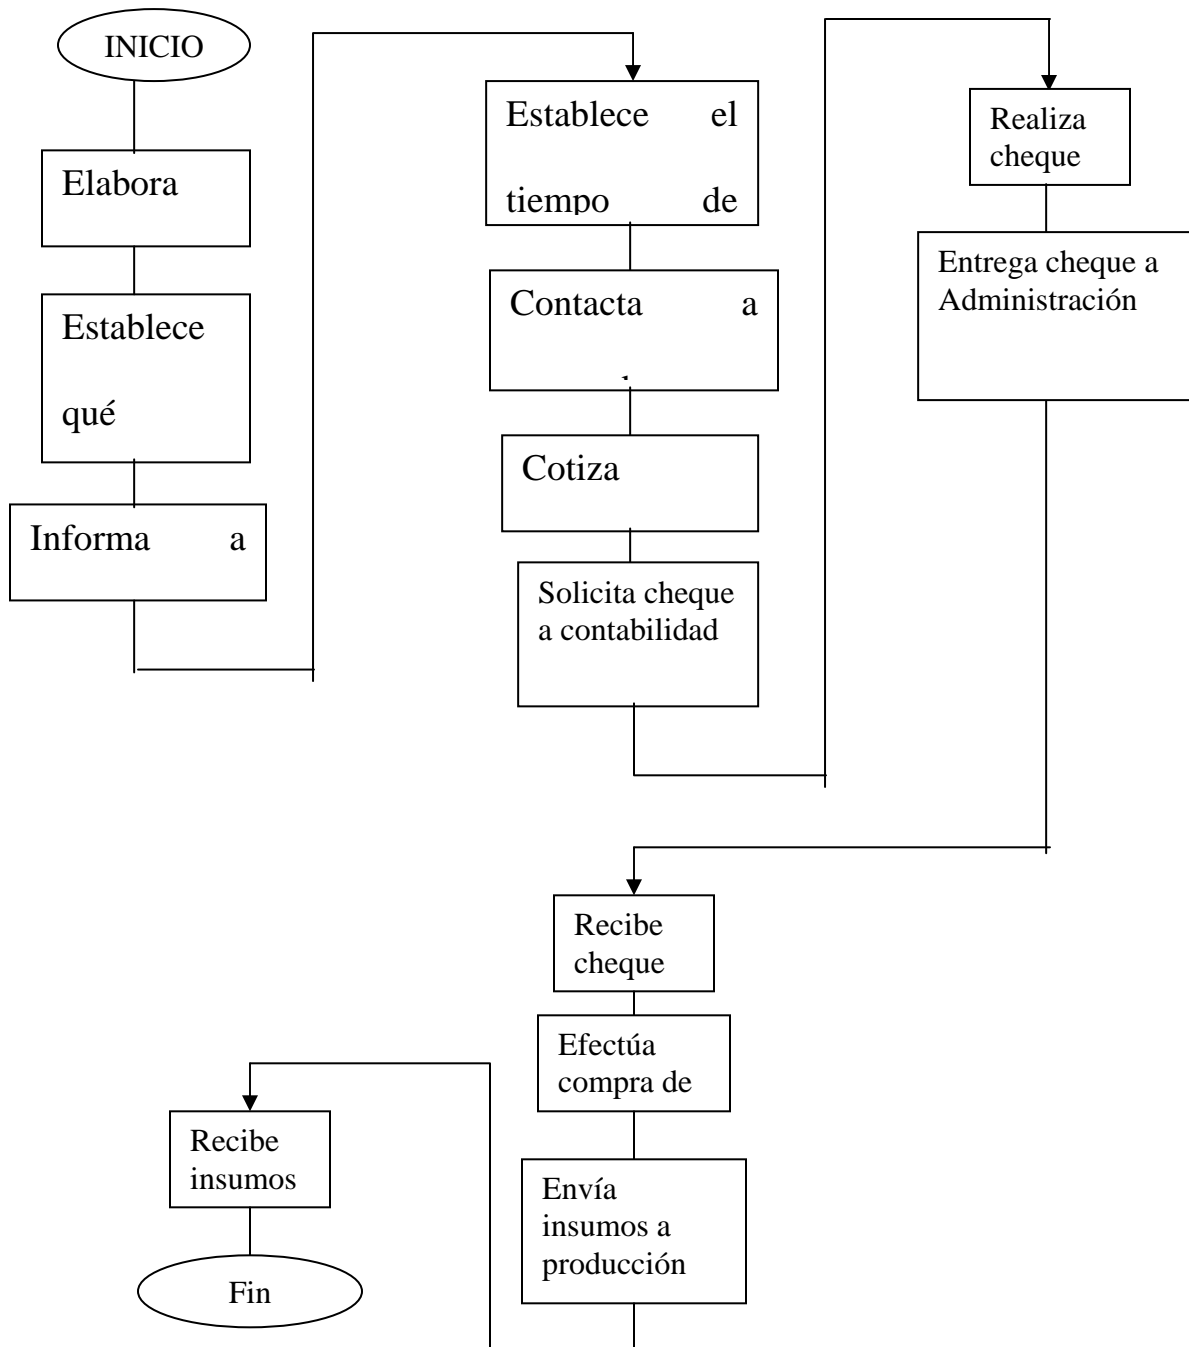 INICIO
Elabora
Establece
qué
Informa a
Establece el
tiempo de
Contacta a
Cotiza
Solicita cheque
a contabilidad
Realiza
cheque
Entrega cheque a
Administración
Recibe
cheque
Efectúa
compra de
Envía
insumos a
producción
Recibe
insumos
Fin